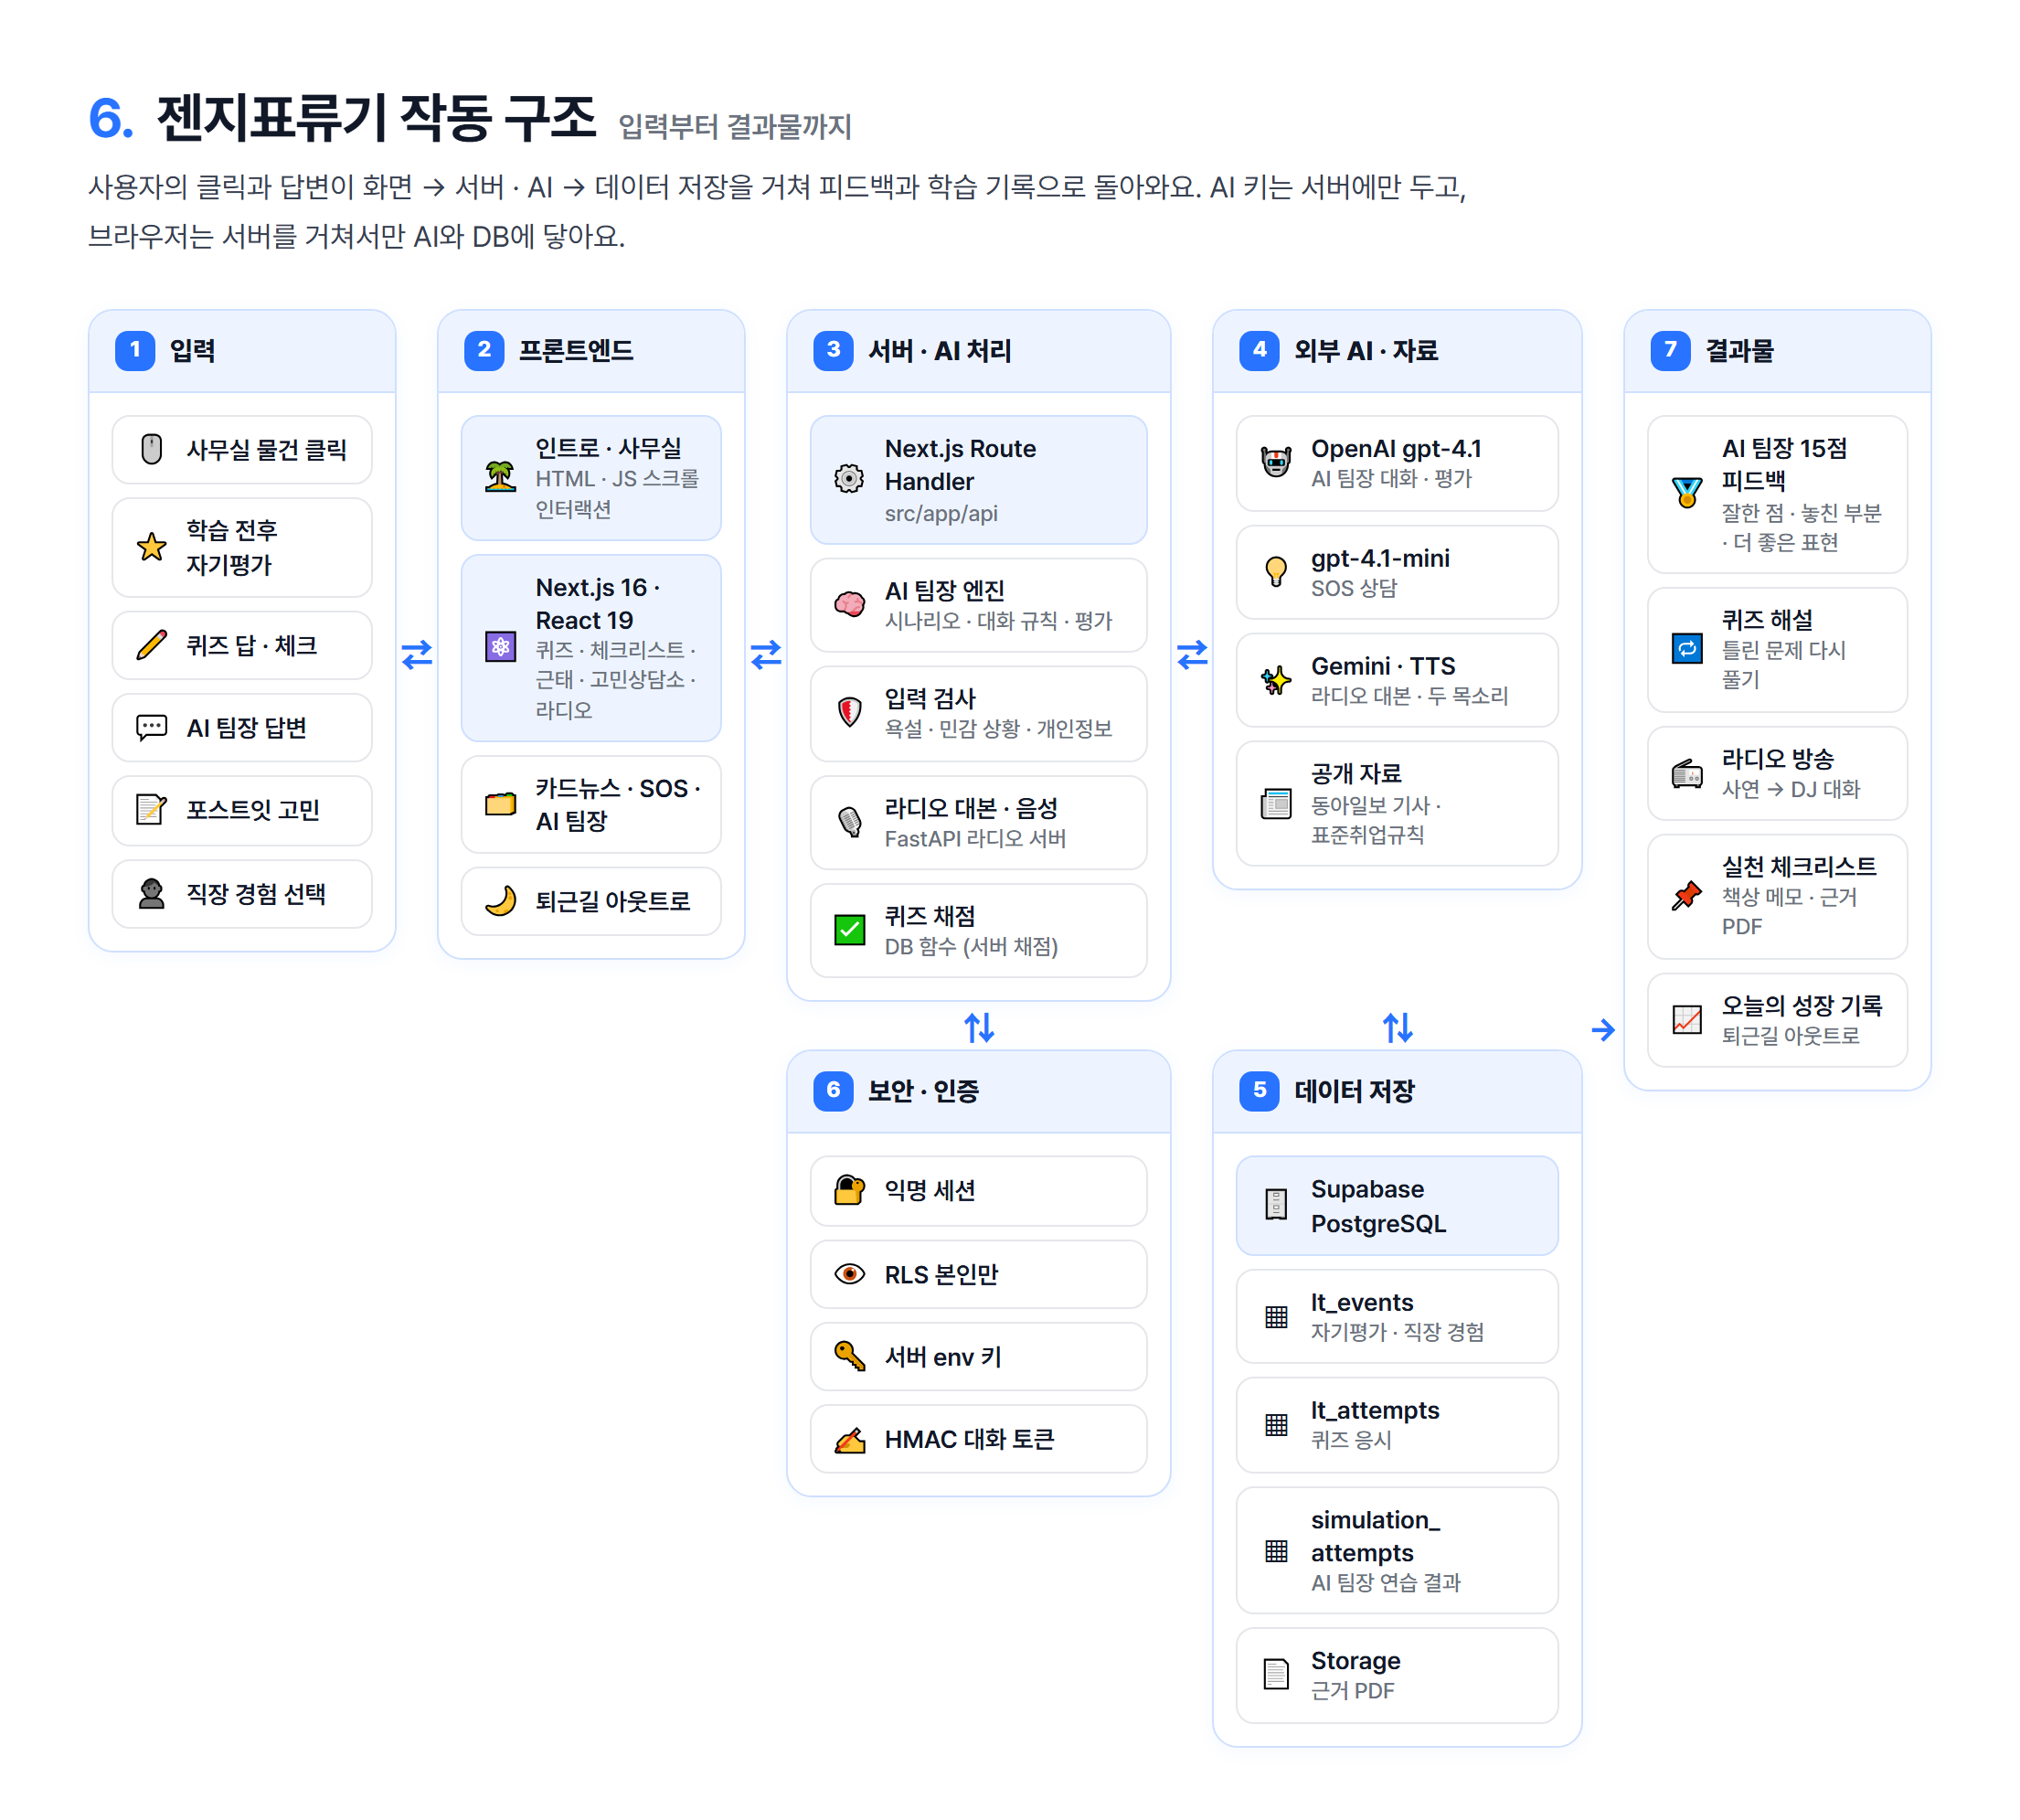 6. 젠지표류기 작동 구조 입력부터 결과물까지
사용자의 클릭과 답변이 화면 → 서버 · AI → 데이터 저장을 거쳐 피드백과 학습 기록으로 돌아와요. AI 키는 서버에만 두고,
브라우저는 서버를 거쳐서만 AI와 DB에 닿아요.
1 입력
사무실 물건 클릭
학습 전후
자기평가
퀴즈 답 · 체크
AI 팀장 답변
포스트잇 고민
직장 경험 선택
2 프론트엔드
인트로 · 사무실
HTML · JS 스크롤
인터랙션
Next.js 16 ·
React 19
퀴즈 · 체크리스트 ·
근태 · 고민상담소 ·
라디오
카드뉴스 · SOS ·
AI 팀장
퇴근길 아웃트로
3 서버 · AI 처리
Next.js Route
Handler
src/app/api
AI 팀장 엔진
시나리오 · 대화 규칙 · 평가
입력 검사
욕설 · 민감 상황 · 개인정보
라디오 대본 · 음성
FastAPI 라디오 서버
퀴즈 채점
DB 함수 (서버 채점)
4 외부 AI · 자료
OpenAI gpt-4.1
AI 팀장 대화 · 평가
gpt-4.1-mini
SOS 상담
Gemini · TTS
라디오 대본 · 두 목소리
공개 자료
동아일보 기사 ·
표준취업규칙
7 결과물
AI 팀장 15점
피드백
잘한 점 · 놓친 부분
· 더 좋은 표현
퀴즈 해설
틀린 문제 다시
풀기
라디오 방송
사연 → DJ 대화
실천 체크리스트
책상 메모 · 근거
PDF
오늘의 성장 기록
퇴근길 아웃트로
6 보안 · 인증
익명 세션
RLS 본인만
서버 env 키
HMAC 대화 토큰
5 데이터 저장
Supabase
PostgreSQL
lt_events
자기평가 · 직장 경험
lt_attempts
퀴즈 응시
simulation_
attempts
AI 팀장 연습 결과
Storage
근거 PDF